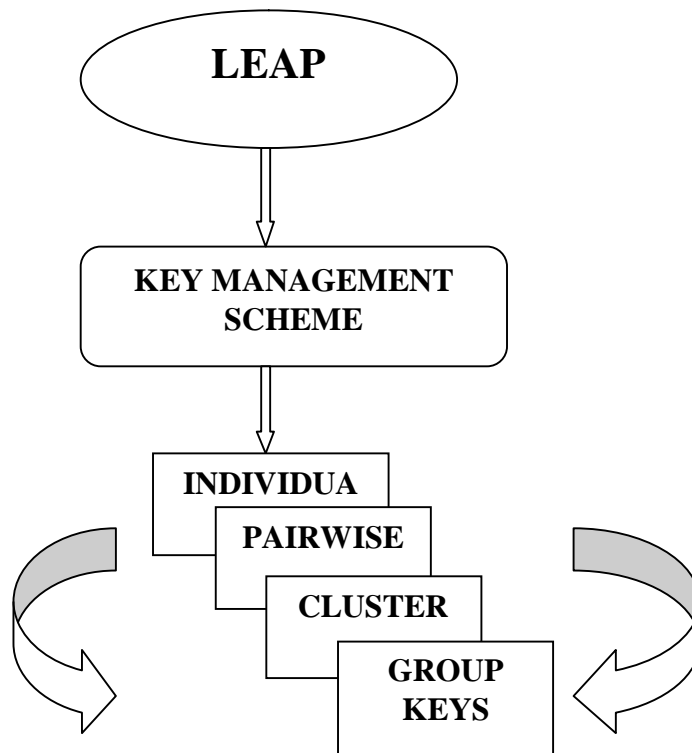 LEAP
KEY MANAGEMENT
SCHEME
INDIVIDUA
PAIRWISE
CLUSTER
GROUP
KEYS